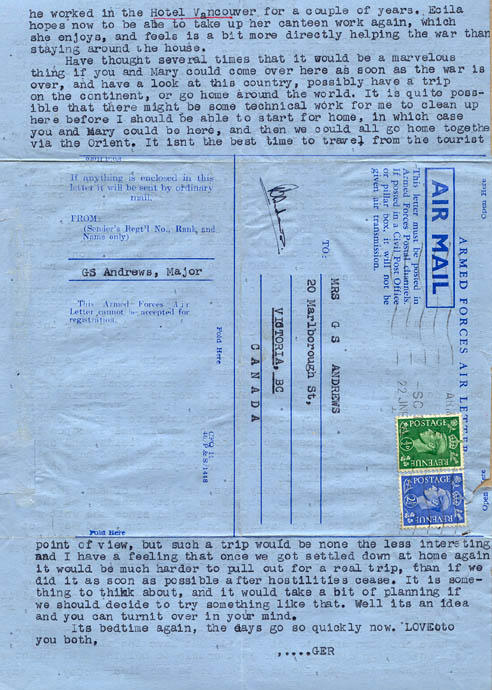 he worked in the Hotel Vancouver for a couple of years. Ecila
hopes now to be able to take up her canteen work again, which
she enjoys, and feels is a bit more directly helping the war than
staying around the house.
Have thought several times that it would be a marvelous
thing if you and Mary could come over here as soon as the war is
over, and have a look at this country, possibly have a trip
on the continent, or go home around the world. It is quito poss-
ible that there might be some technical work for me to clean up
here before I should be able to start for home, in which case
you and Mary could be here, and then we could all go home togethe
via the Orient. It isnt the best time to travel from the tourist
Fold Here
If anything is enclosed in this
letter it will be sent by ordinary
mail.
FROM:
(Sender's Regt'l No., Rank, and
Name only)
GS Andrews, Major
This Armed Forces Air
Letter cannot be accepted for
registration.
Fold Here
Open here
ARMED FORCES AIR LETTER
AIR MAIL
"This letter must be posted in
Armed Forces Postal channels.
If posted in a Civil Post Office
or pillar box, it will not be
given air transmission.
TO:
MRS G S ANDREWS
20 Marlborough St,
VICTORIA, BC
CANADA
22 JN
POSTAGE
REVENUE
POSTAGE
REVENUE
Open
Fold Here
point of view, but such a trip would be none the less interesting
and I have a feeling that once we got settled down at home again
it would be much harder to pull out for a real trip, than if we
did it as soon as possible after hostilities cease. It is some-
thing to think about, and it would take a bit of planning if
we should decide to try something like that. Well its an idea
and you can turnit over in your mind.
Its bedtime again, the days go so quickly now. LOVEoto
you both,
,....GER